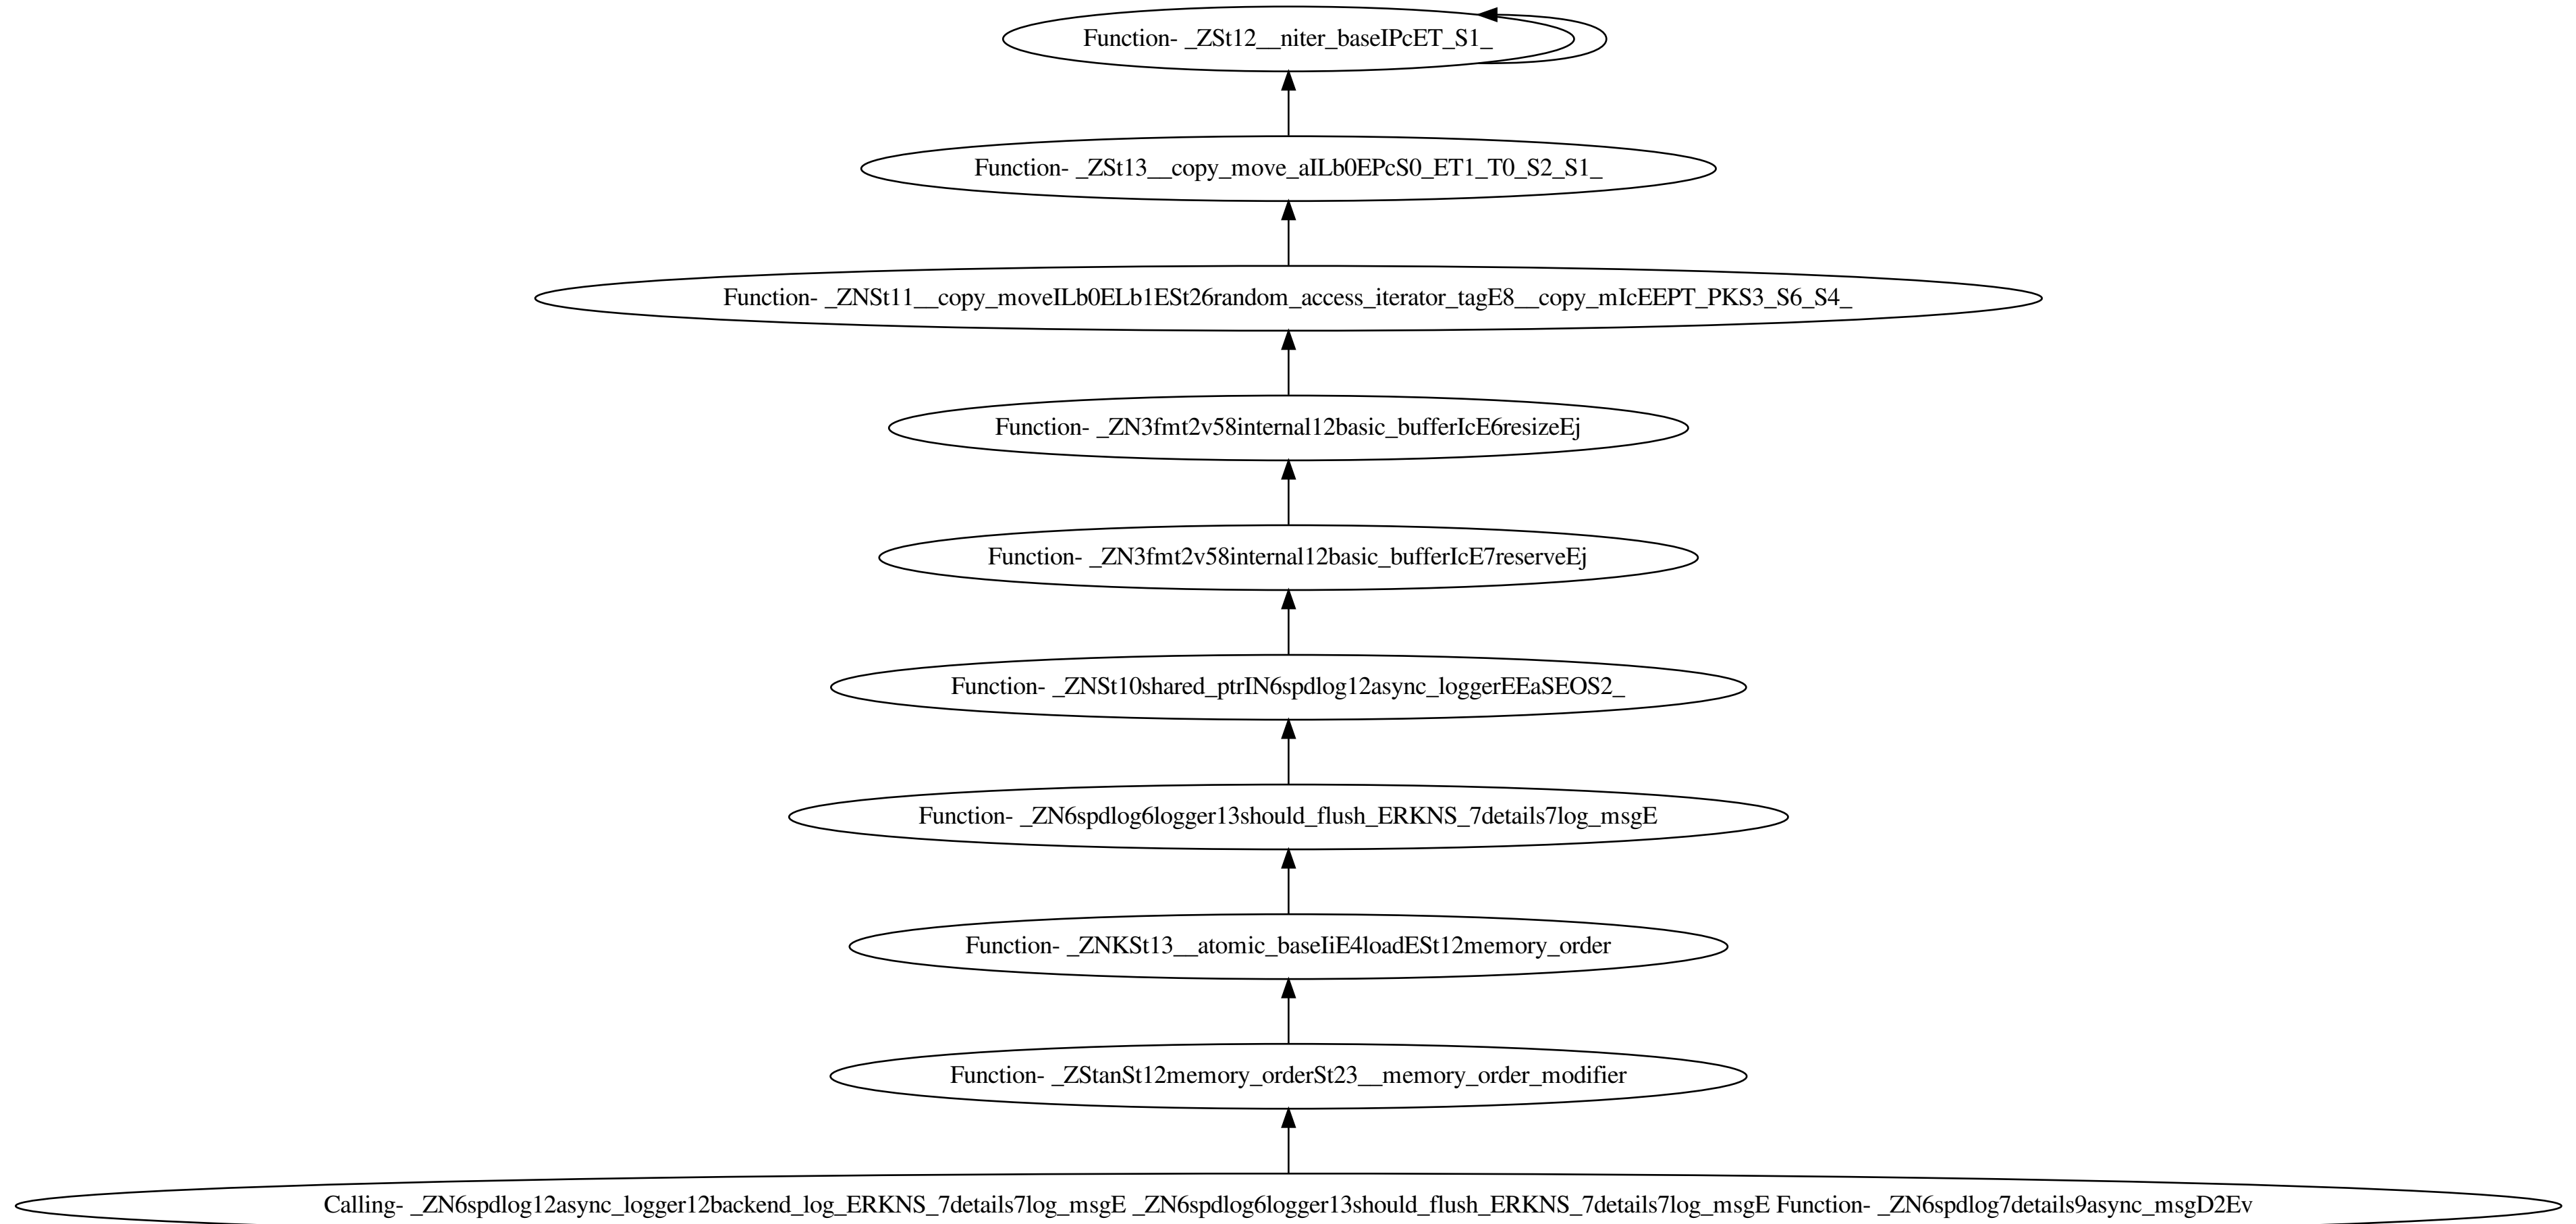 Function- _ZSt12__niter_baseIPcET_S1_
Function- _ZSt13__copy_move_aILb0EPcS0_ET1_T0_S2_S1_
Function- _ZNSt11__copy_moveILb0ELb1ESt26random_access_iterator_tagE8__copy_mIcEEPT_PKS3_S6_S4_
Function- _ZN3fmt2v58internal12basic_bufferIcE6resizeEj
Function- _ZN3fmt2v58internal12basic_bufferIcE7reserveEj
Function- _ZNSt10shared_ptrIN6spdlog12async_loggerEEaSEOS2_
Function- _ZN6spdlog6logger13should_flush_ERKNS_7details7log_msgE
Function- _ZNKSt13__atomic_baseIiE4loadESt12memory_order
Function- _ZStanSt12memory_orderSt23__memory_order_modifier
Calling- _ZN6spdlog12async_logger12backend_log_ERKNS_7details7log_msgE _ZN6spdlog6logger13should_flush_ERKNS_7details7log_msgE Function- _ZN6spdlog7details9async_msgD2Ev